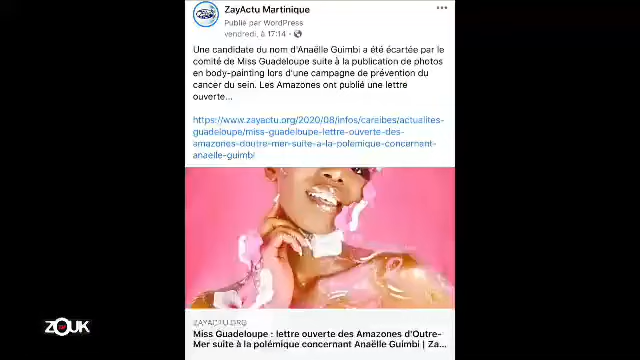 ZayActu Martinique
Publié par WordPress
vendredi, à 17:14 ·
Une candidate du nom d'Anaëlle Guimbi a été écartée par le
comité de Miss Guadeloupe suite à la publication de photos
en body-painting lors d'une campagne de prévention du
cancer du sein. Les Amazones ont publié une lettre
ouverte...
https://www.zayactu.org/2020/08/infos/caraibes/actualites-
guadeloupe/miss-guadeloupe-lettre-ouverte-des-
amazones-doutre-mer-suite-a-la-polemique-concernant-
anaelle-guimbi
ZAYACTU.ORG
Miss Guadeloupe : lettre ouverte des Amazones d'Outre-
Mer suite à la polémique concernant Anaëlle Guimbi | Za...
ZOUK